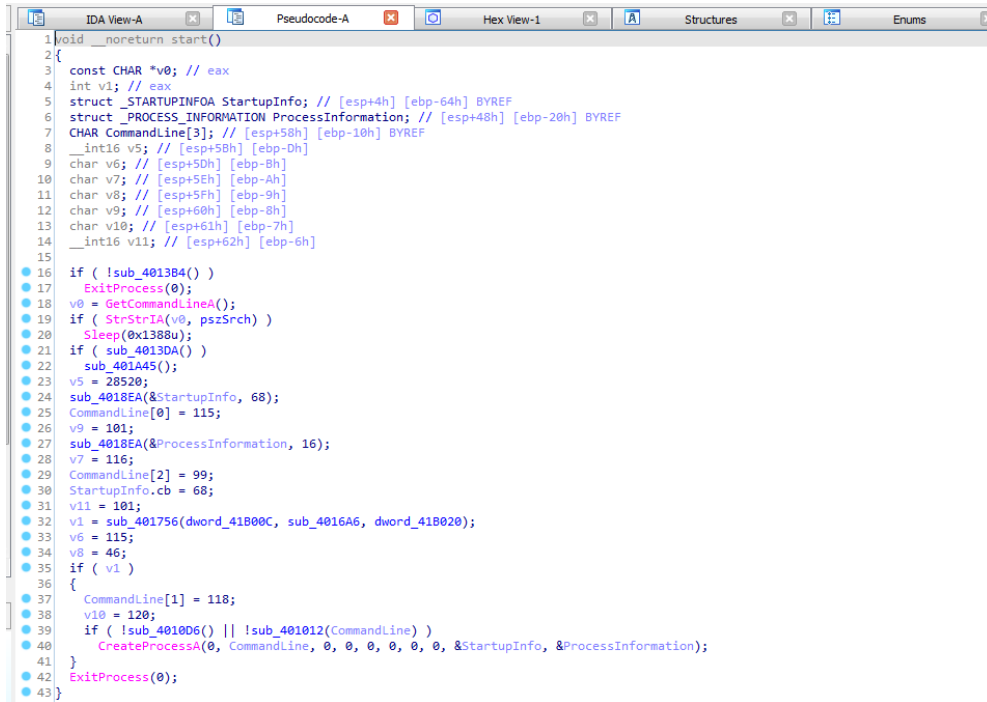 IDA View-A Pseudocode-A Hex View-1 Structures Enums
1 void __noreturn start()
2 {
3 const CHAR *v0; // eax
4 int v1; // eax
5 struct _STARTUPINFOA StartupInfo; // [esp+4h] [ebp-64h] BYREF
6 struct _PROCESS_INFORMATION ProcessInformation; // [esp+48h] [ebp-20h] BYREF
7 CHAR CommandLine[3]; // [esp+58h] [ebp-10h] BYREF
8 __int16 v5; // [esp+5Bh] [ebp-Dh]
9 char v6; // [esp+5Dh] [ebp-Bh]
10 char v7; // [esp+5Eh] [ebp-Ah]
11 char v8; // [esp+5Fh] [ebp-9h]
12 char v9; // [esp+60h] [ebp-8h]
13 char v10; // [esp+61h] [ebp-7h]
14 __int16 v11; // [esp+62h] [ebp-6h]
15
16 if ( !sub_4013B4() )
17 ExitProcess(0);
18 v0 = GetCommandLineA();
19 if ( StrStrIA(v0, pszSrch) )
20 Sleep(0x1388u);
21 if ( sub_4013DA() )
22 sub_401A45();
23 v5 = 28520;
24 sub_4018EA(&StartupInfo, 68);
25 CommandLine[0] = 115;
26 v9 = 101;
27 sub_4018EA(&ProcessInformation, 16);
28 v7 = 116;
29 CommandLine[2] = 99;
30 StartupInfo.cb = 68;
31 v11 = 101;
32 v1 = sub_401756(dword_41B00C, sub_4016A6, dword_41B020);
33 v6 = 115;
34 v8 = 46;
35 if ( v1 )
36 {
37 CommandLine[1] = 118;
38 v10 = 120;
39 if ( !sub_4010D6() || !sub_401012(CommandLine) )
40 CreateProcessA(0, CommandLine, 0, 0, 0, 0, 0, 0, &StartupInfo, &ProcessInformation);
41 }
42 ExitProcess(0);
43 }